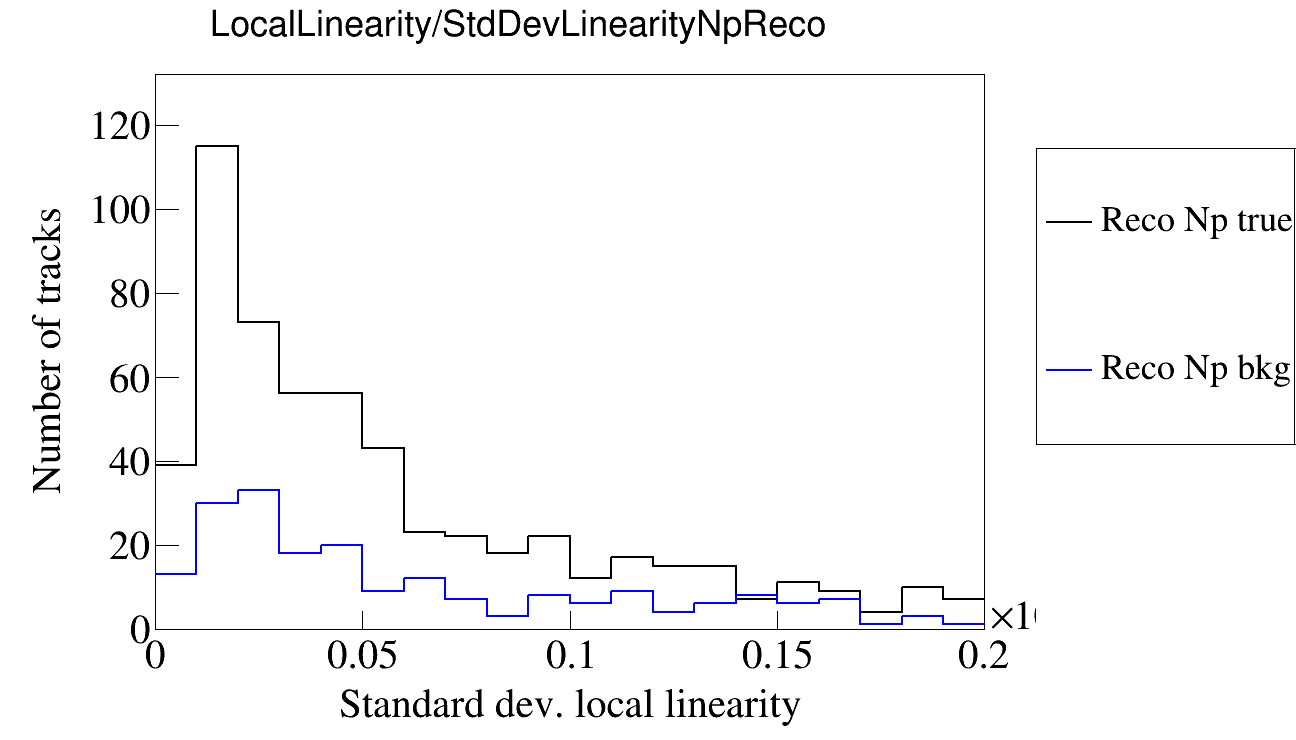 LocalLinearity/StdDevLinearityNpReco
120
100
80
60
40
20
0
Number of tracks
0 0.05 0.1 0.15 0.2
Standard dev. local linearity
Reco Np true
Reco Np bkg